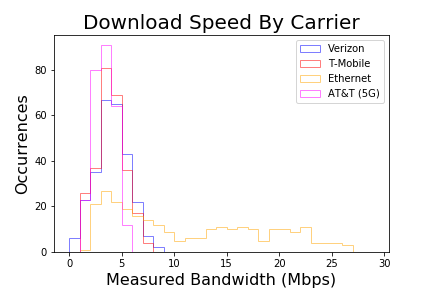 Download Speed By Carrier
Verizon
T-Mobile
Ethernet
AT&T (5G)
Occurrences
80
60
40
20
0
0 5 10 15 20 25 30
Measured Bandwidth (Mbps)